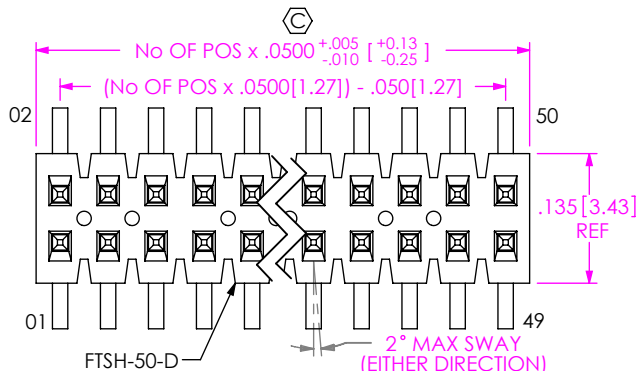 C
No OF POS x .0500 +.005 -.010 [ +0.13 -0.25 ]
(No OF POS x .0500[1.27]) - .050[1.27]
02
50
.135 [3.43]
REF
01
49
FTSH-50-D
2° MAX SWAY
(EITHER DIRECTION)